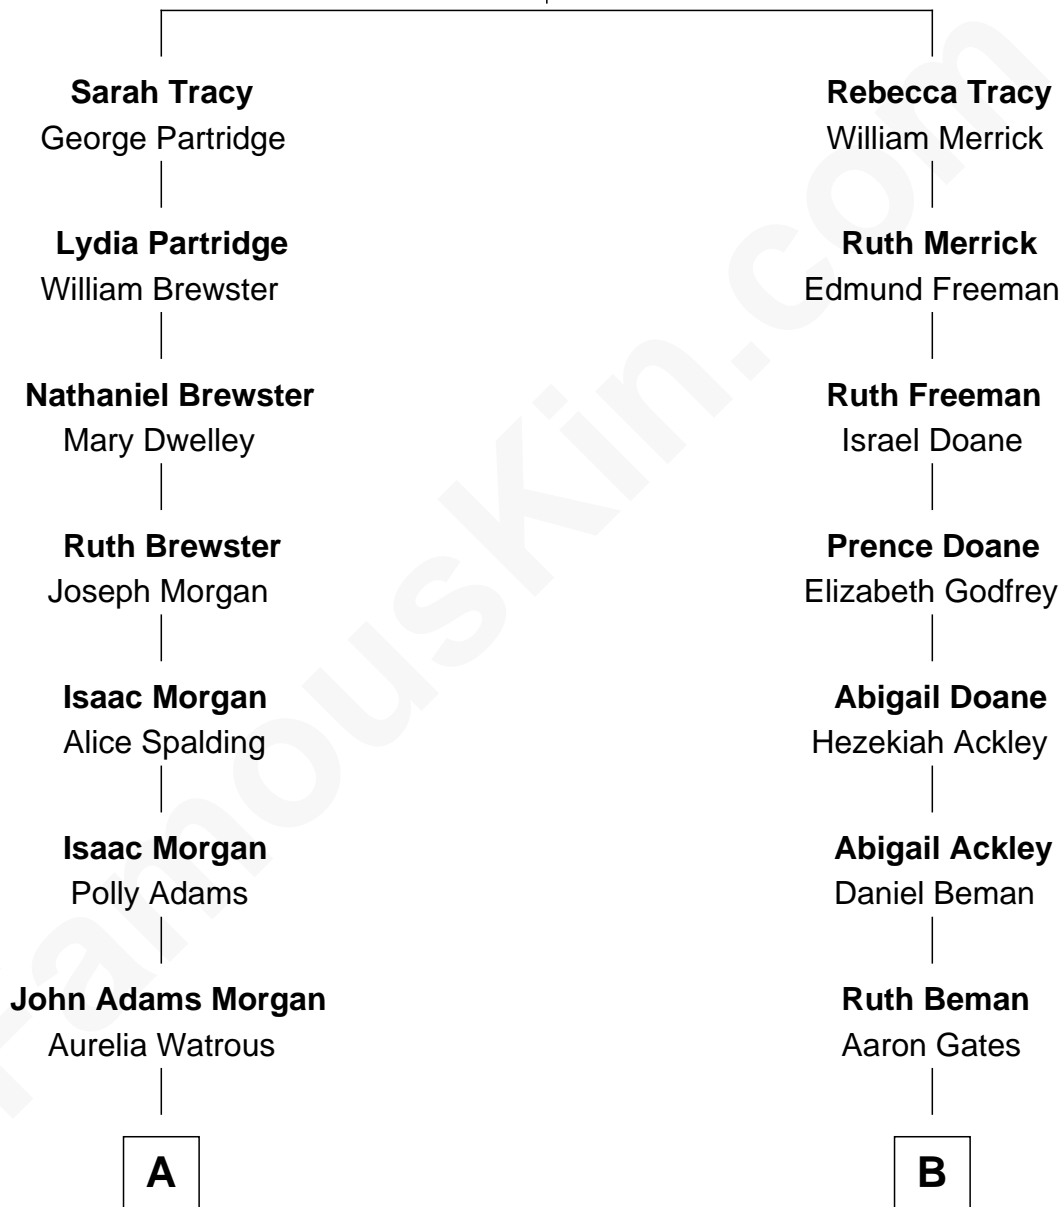 Sarah Tracy
George Partridge
Lydia Partridge
William Brewster
Nathaniel Brewster
Mary Dwelley
Ruth Brewster
Joseph Morgan
Isaac Morgan
Alice Spalding
Isaac Morgan
Polly Adams
John Adams Morgan
Aurelia Watrous
A
Rebecca Tracy
William Merrick
Ruth Merrick
Edmund Freeman
Ruth Freeman
Israel Doane
Prence Doane
Elizabeth Godfrey
Abigail Doane
Hezekiah Ackley
Abigail Ackley
Daniel Beman
Ruth Beman
Aaron Gates
B
FamousKin.com